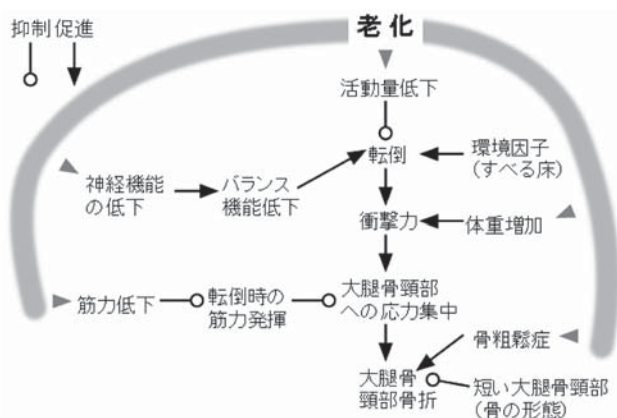 抑制 促進
老化
活動量低下
転倒
環境因子
(すべる床)
神経機能
の低下
バランス
機能低下
衝撃力
体重増加
筋力低下
転倒時の
筋力発揮
大腿骨頸部
への応力集中
骨粗鬆症
大腿骨
頸部骨折
短い大腿骨頸部
(骨の形態)